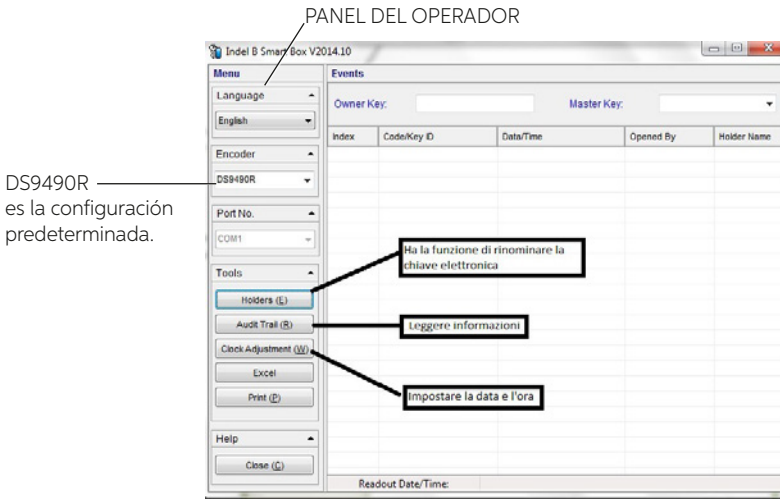 PANEL DEL OPERADOR
Indel B Smart Box V2014.10
Menu
Events
Language
English
Owner Key:
Master Key:
Index
Code/Key ID
Data/Time
Opened By
Holder Name
Encoder
DS9490R
DS9490R
es la configuración
predeterminada.
Port No.
COM1
Tools
Holders (E)
Audit Trail (R)
Clock Adjustment (W)
Excel
Print (P)
Ha la funzione di rinominare la
chiave elettronica
Leggere informazioni
Impostare la data e l'ora
Help
Close (C)
Readout Date/Time: